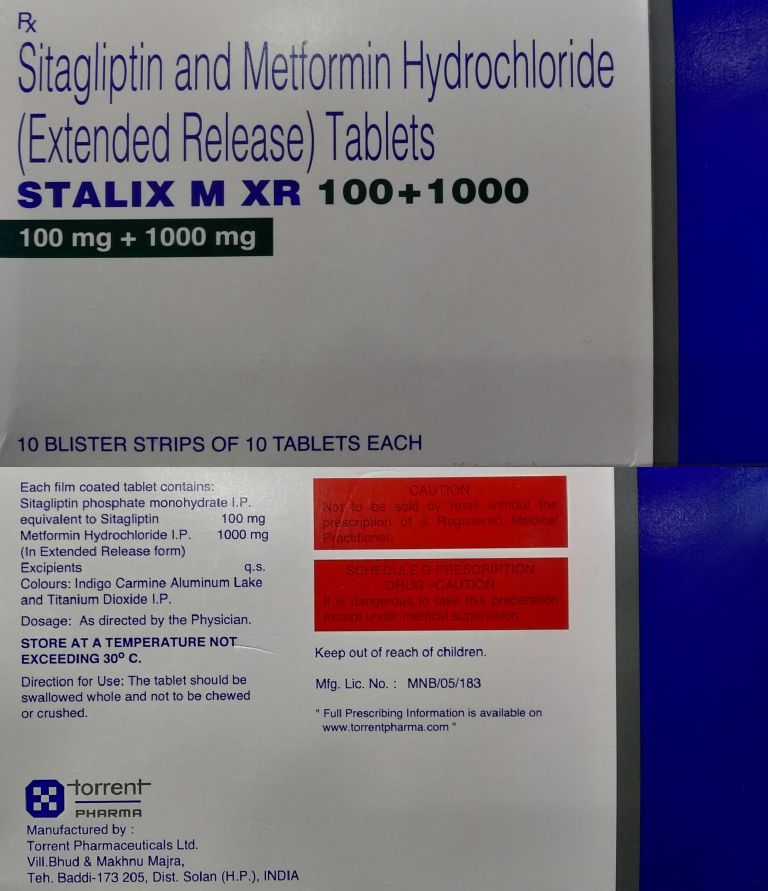 Rx
Sitagliptin and Metformin Hydrochloride
(Extended Release) Tablets
STALIX M XR 100+1000
100 mg + 1000 mg
10 BLISTER STRIPS OF 10 TABLETS EACH
Each film coated tablet contains:
Sitagliptin phosphate monohydrate I.P.
equivalent to Sitagliptin 100 mg
Metformin Hydrochloride I.P. 1000 mg
(In Extended Release form)
Excipients q.s.
Colours: Indigo Carmine Aluminum Lake
and Titanium Dioxide I.P.
Dosage: As directed by the Physician.
STORE AT A TEMPERATURE NOT
EXCEEDING 30º C.
Direction for Use: The tablet should be
swallowed whole and not to be chewed
or crushed.
CAUTION
Not to be sold by retail without the
prescription of a Registered Medical
Practitioner.
SCHEDULE G PRESCRIPTION
DRUG -CAUTION
It is dangerous to take this preparation
except under medical supervision.
Keep out of reach of children.
Mfg. Lic. No. : MNB/05/183
" Full Prescribing Information is available on
www.torrentpharma.com "
torrent
PHARMA
Manufactured by :
Torrent Pharmaceuticals Ltd.
Vill.Bhud & Makhnu Majra,
Teh. Baddi-173 205, Dist. Solan (H.P.), INDIA